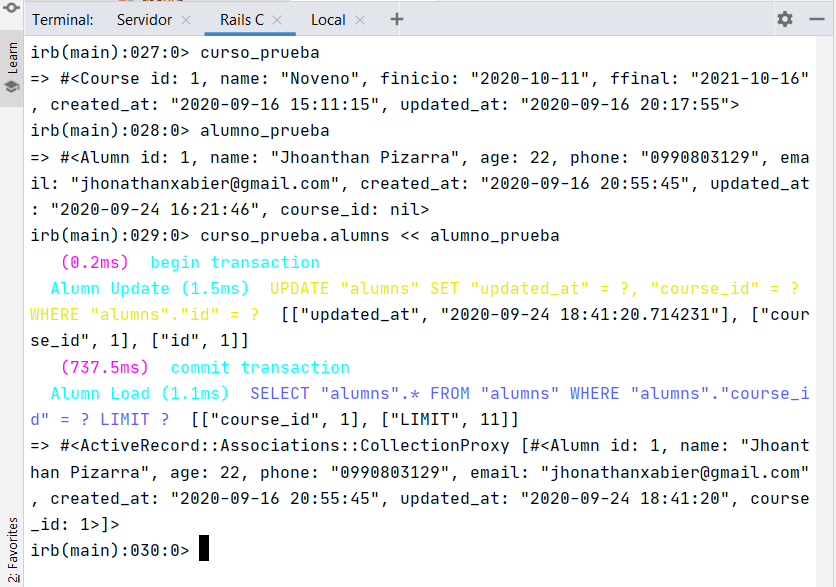 Terminal: Servidor × Rails C × Local × +
Learn
irb(main):027:0> curso_prueba
=> #<Course id: 1, name: "Noveno", finicio: "2020-10-11", ffinal: "2021-10-16"
, created_at: "2020-09-16 15:11:15", updated_at: "2020-09-16 20:17:55">
irb(main):028:0> alumno_prueba
=> #<Alumn id: 1, name: "Jhoanthan Pizarra", age: 22, phone: "0990803129", ema
il: "jhonathanxabier@gmail.com", created_at: "2020-09-16 20:55:45", updated_at
: "2020-09-24 16:21:46", course_id: nil>
irb(main):029:0> curso_prueba.alumns << alumno_prueba
(0.2ms)  begin transaction
Alumn Update (1.5ms)  UPDATE "alumns" SET "updated_at" = ?, "course_id" = ?
WHERE "alumns"."id" = ?  [["updated_at", "2020-09-24 18:41:20.714231"], ["cour
se_id", 1], ["id", 1]]
(737.5ms)  commit transaction
Alumn Load (1.1ms)  SELECT "alumns".* FROM "alumns" WHERE "alumns"."course_i
d" = ? LIMIT ?  [["course_id", 1], ["LIMIT", 11]]
=> #<ActiveRecord::Associations::CollectionProxy [#<Alumn id: 1, name: "Jhoant
han Pizarra", age: 22, phone: "0990803129", email: "jhonathanxabier@gmail.com"
, created_at: "2020-09-16 20:55:45", updated_at: "2020-09-24 18:41:20", course
_id: 1>]>
irb(main):030:0>
2: Favorites